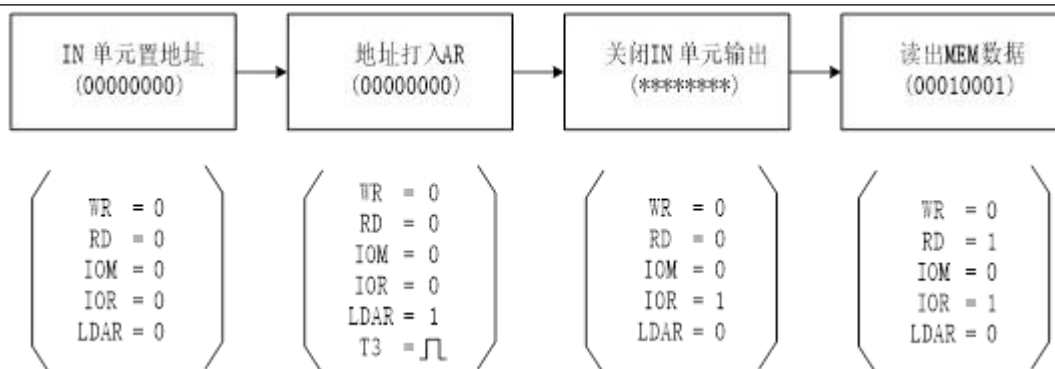 IN 单元置地址
(00000000)
地址打入AR
(00000000)
关闭IN 单元输出
(********)
读出MEM数据
(00010001)
WR = 0
RD = 0
IOM = 0
IOR = 0
LDAR = 0
WR = 0
RD = 0
IOM = 0
IOR = 0
LDAR = 1
T3 =
WR = 0
RD = 0
IOM = 0
IOR = 1
LDAR = 0
WR = 0
RD = 1
IOM = 0
IOR = 1
LDAR = 0